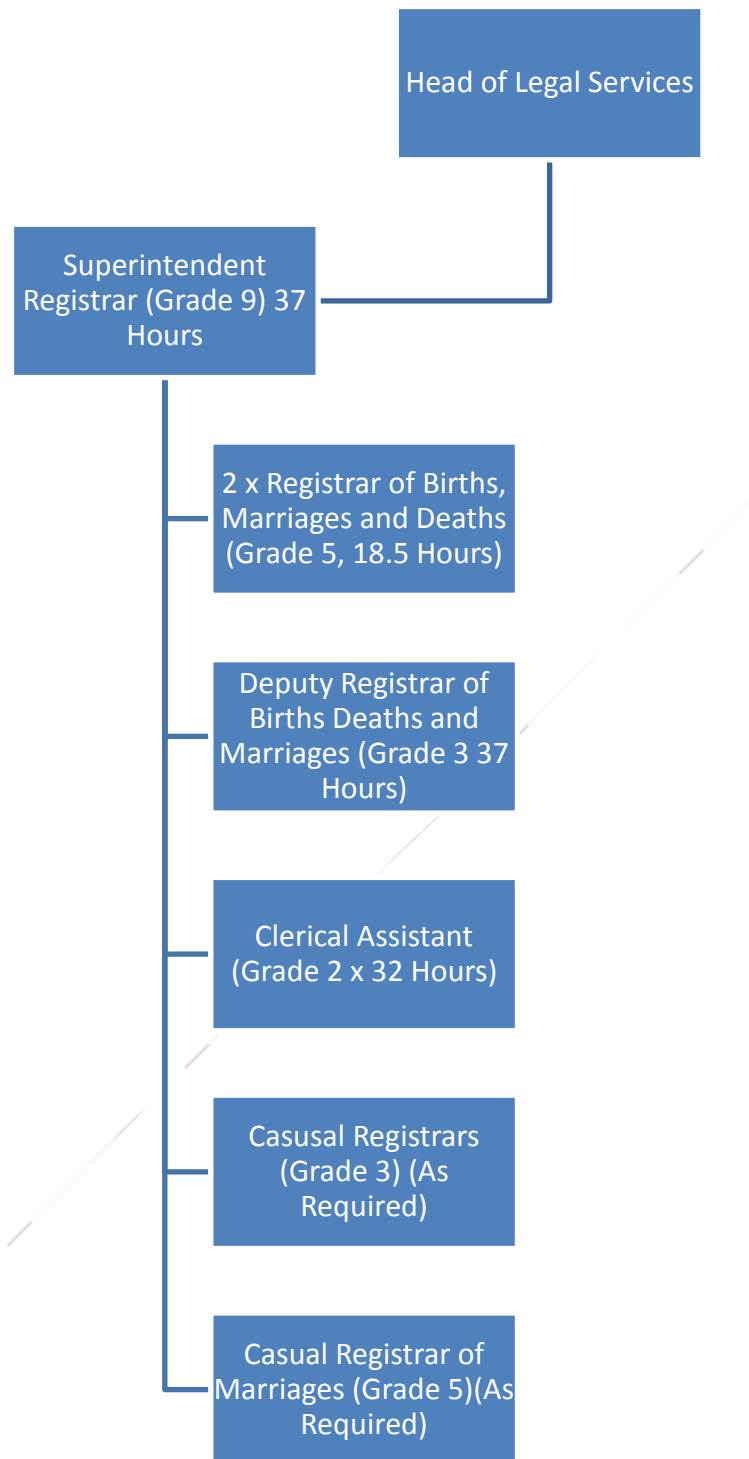 Head of Legal Services
Superintendent
Registrar (Grade 9) 37
Hours
2 x Registrar of Births,
Marriages and Deaths
(Grade 5, 18.5 Hours)
Deputy Registrar of
Births Deaths and
Marriages (Grade 3 37
Hours)
Clerical Assistant
(Grade 2 x 32 Hours)
Casusal Registrars
(Grade 3) (As
Required)
Casual Registrar of
Marriages (Grade 5)(As
Required)